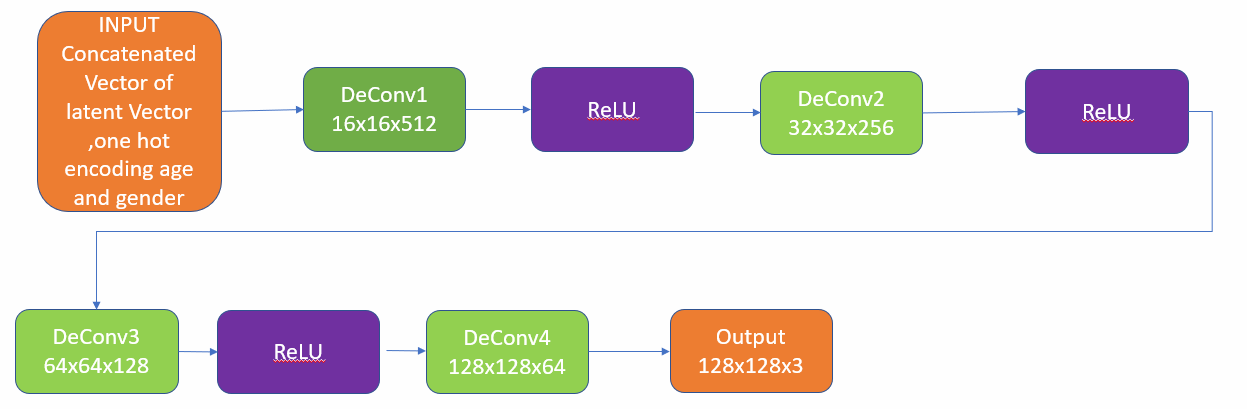 INPUT
Concatenated
Vector of
latent Vector
,one hot
encoding age
and gender
DeConv1
16x16x512
ReLU
DeConv2
32x32x256
ReLU
DeConv3
64x64x128
ReLU
DeConv4
128x128x64
Output
128x128x3